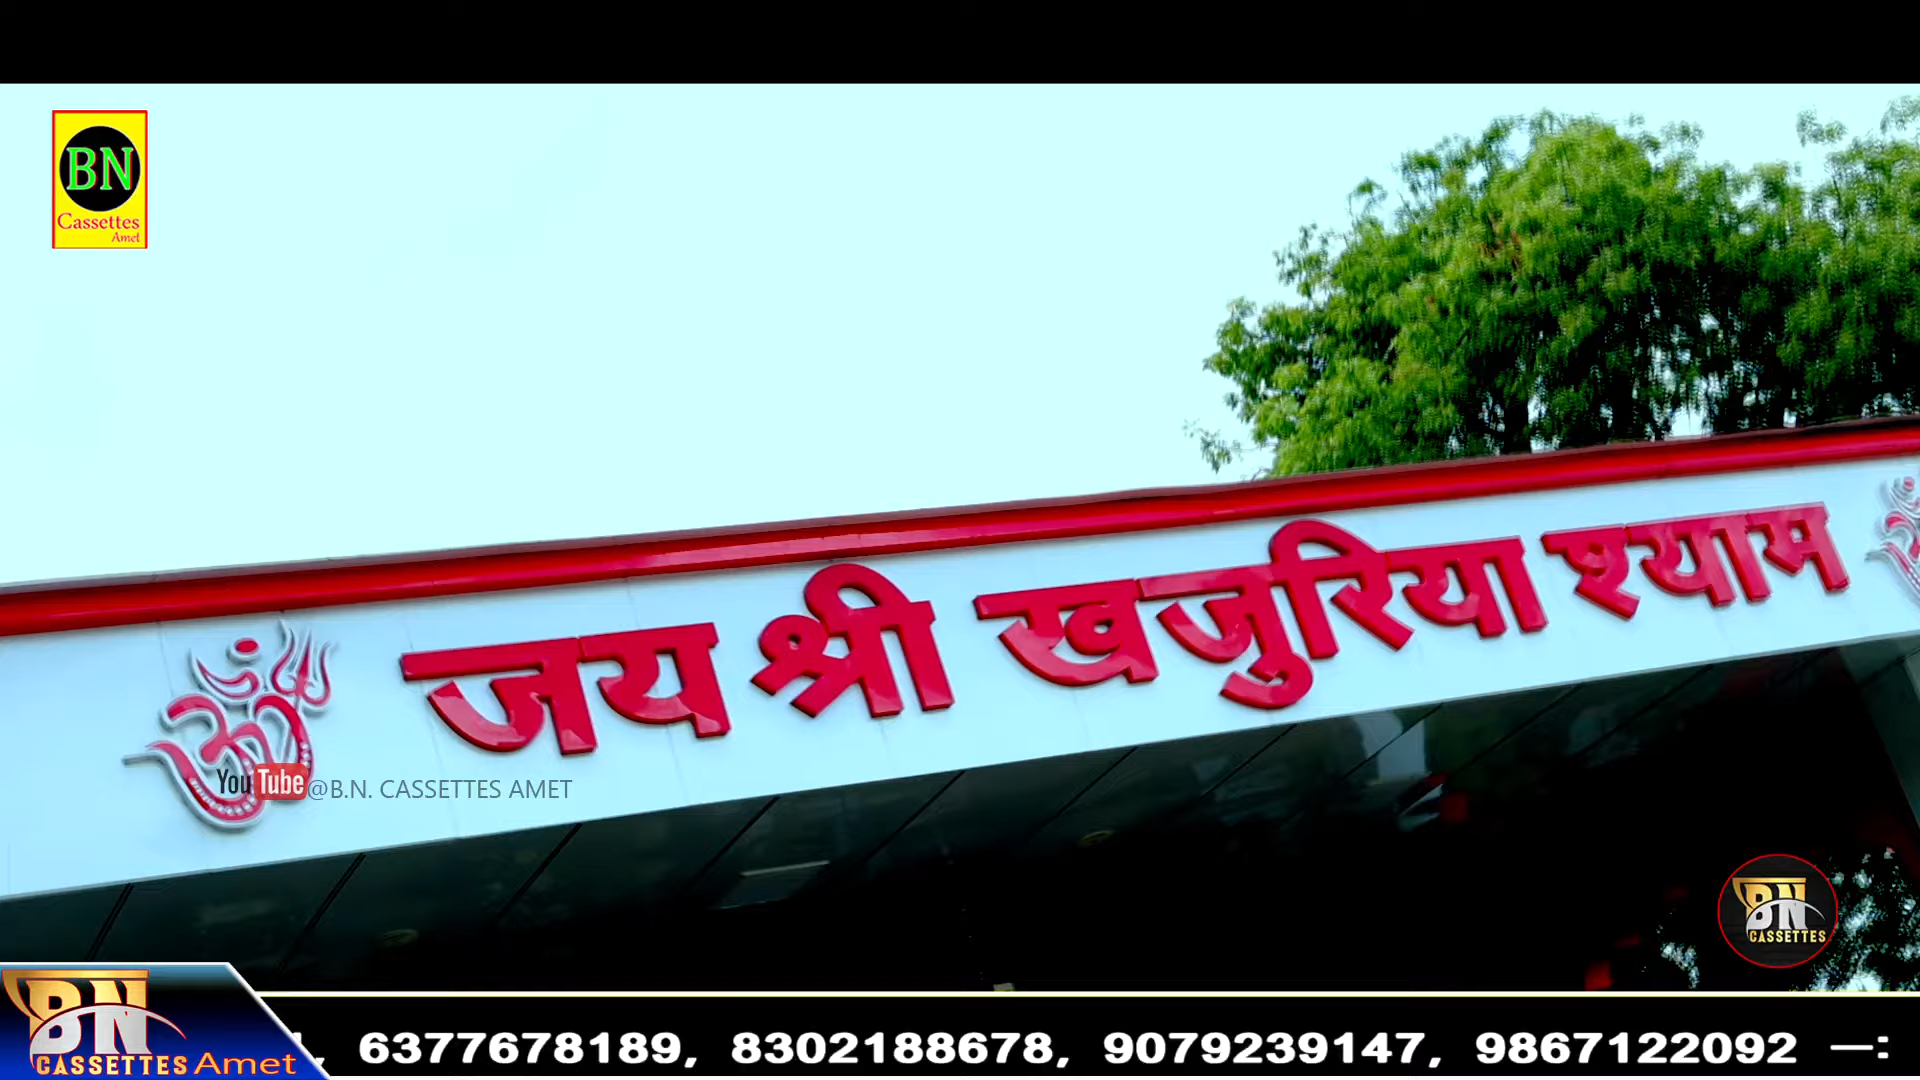 BN
Cassettes
Amet
ॐ
जय श्री खजुरिया श्याम
YouTube@B.N. CASSETTES AMET
BN
CASSETTES
BN
CASSETTES Amet
, 6377678189, 8302188678, 9079239147, 9867122092 —: